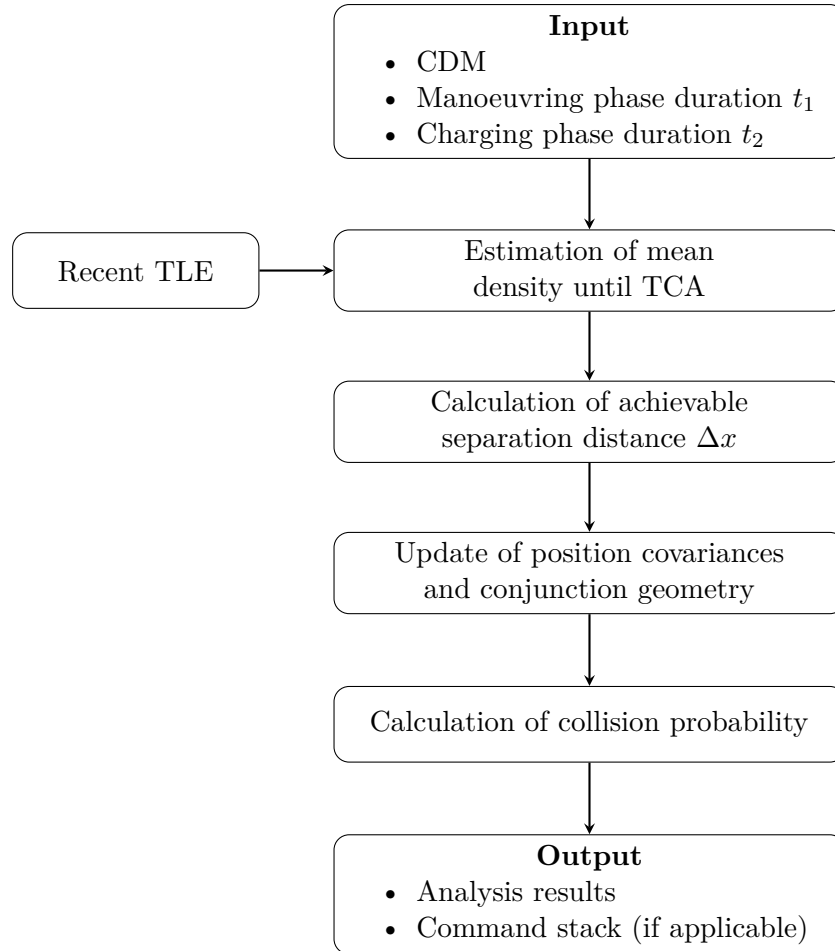 Input
• CDM
• Manoeuvring phase duration t₁
• Charging phase duration t₂
Recent TLE
Estimation of mean
density until TCA
Calculation of achievable
separation distance Δx
Update of position covariances
and conjunction geometry
Calculation of collision probability
Output
• Analysis results
• Command stack (if applicable)